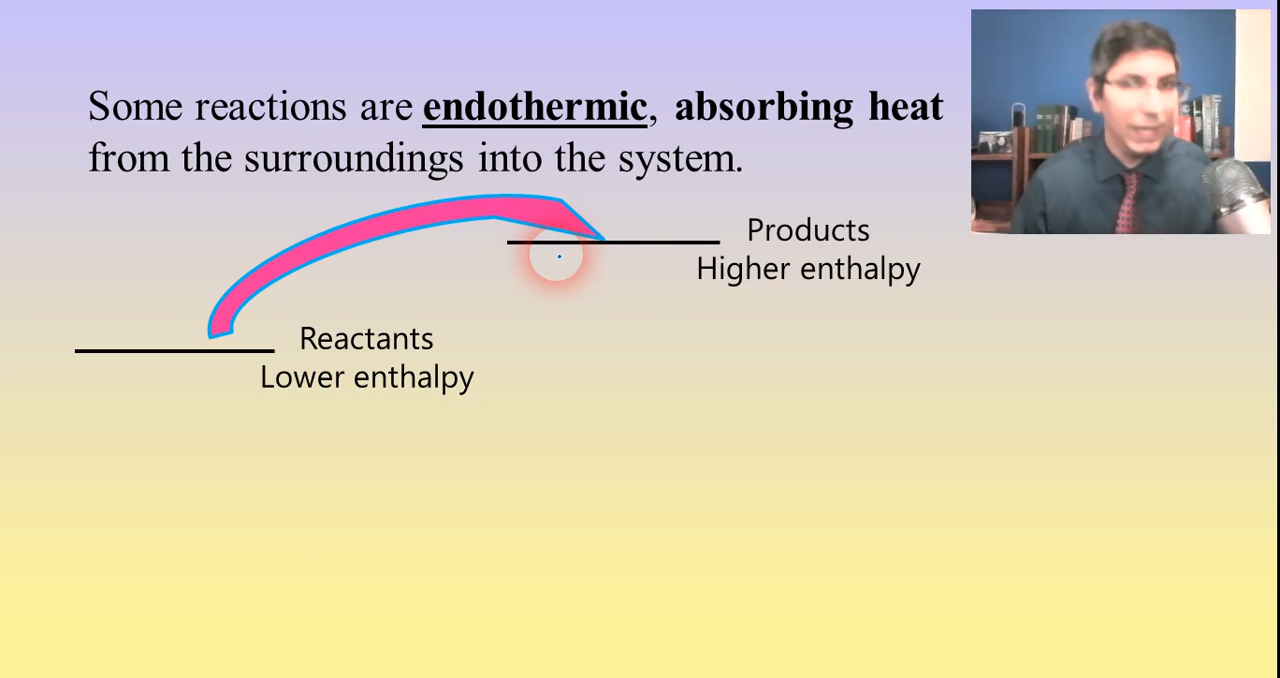 Some reactions are endothermic, absorbing heat
from the surroundings into the system.
Products
Higher enthalpy
Reactants
Lower enthalpy